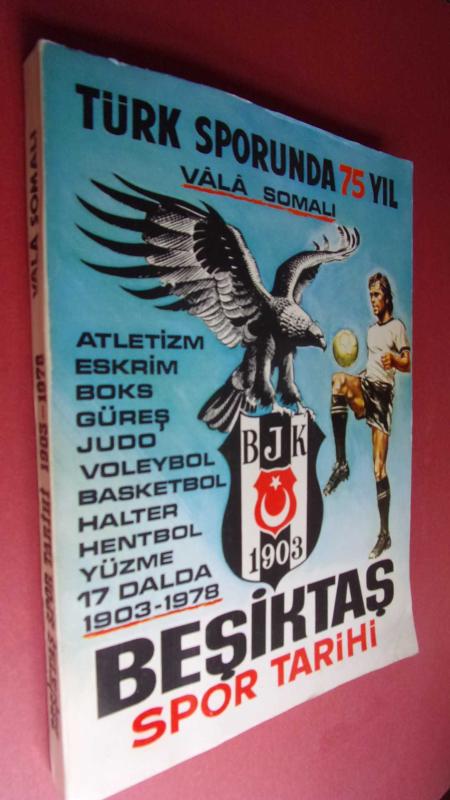 TÜRK SPORUNDA 75 YIL
VÂLÂ SOMALI
ATLETİZM
ESKRİM
BOKS
GÜREŞ
JUDO
VOLEYBOL
BASKETBOL
HALTER
HENTBOL
YÜZME
17 DALDA
1903-1978
BJK
1903
BEŞİKTAŞ
SPOR TARİHİ
VÂLÂ SOMALI
BEŞİKTAŞ SPOR TARİHİ 1903-1978